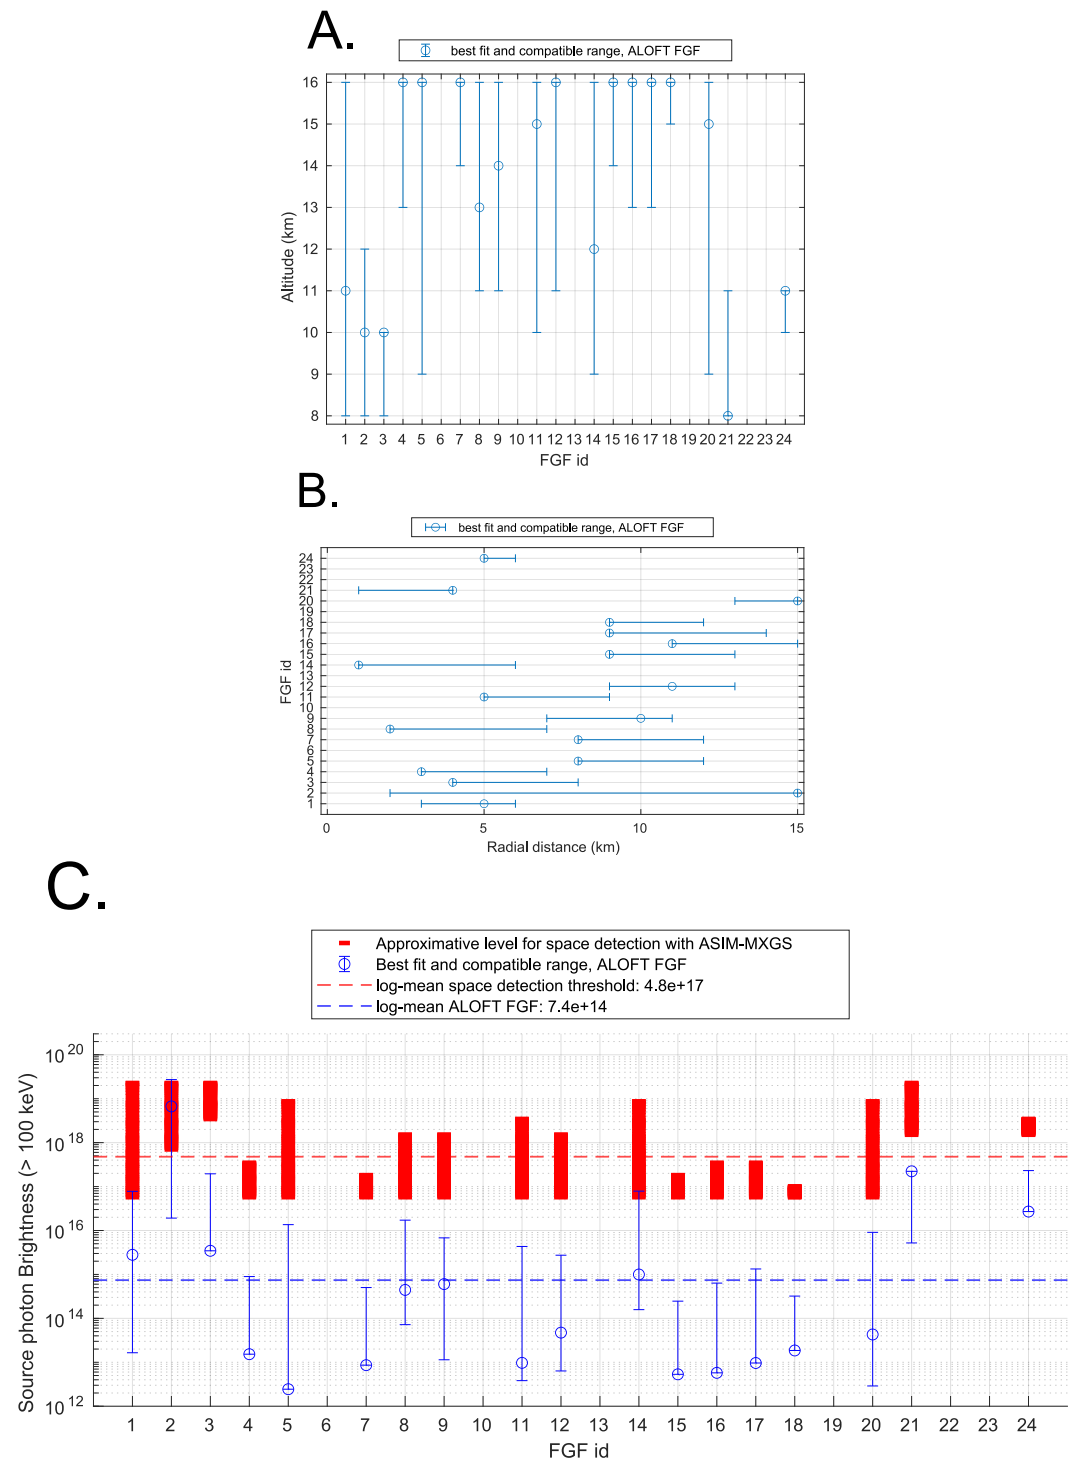 A.
best fit and compatible range, ALOFT FGF
16
15
14
13
12
11
10
9
8
Altitude (km)
1 2 3 4 5 6 7 8 9 10 11 12 13 14 15 16 17 18 19 20 21 22 23 24
FGF id
B.
best fit and compatible range, ALOFT FGF
24
23
22
21
20
19
18
17
16
15
14
13
12
11
10
9
8
7
6
5
4
3
2
1
FGF id
0 5 10 15
Radial distance (km)
C.
Approximative level for space detection with ASIM-MXGS
Best fit and compatible range, ALOFT FGF
log-mean space detection threshold: 4.8e+17
log-mean ALOFT FGF: 7.4e+14
10^20
10^18
10^16
10^14
10^12
Source photon Brightness (> 100 keV)
1 2 3 4 5 6 7 8 9 10 11 12 13 14 15 16 17 18 19 20 21 22 23 24
FGF id